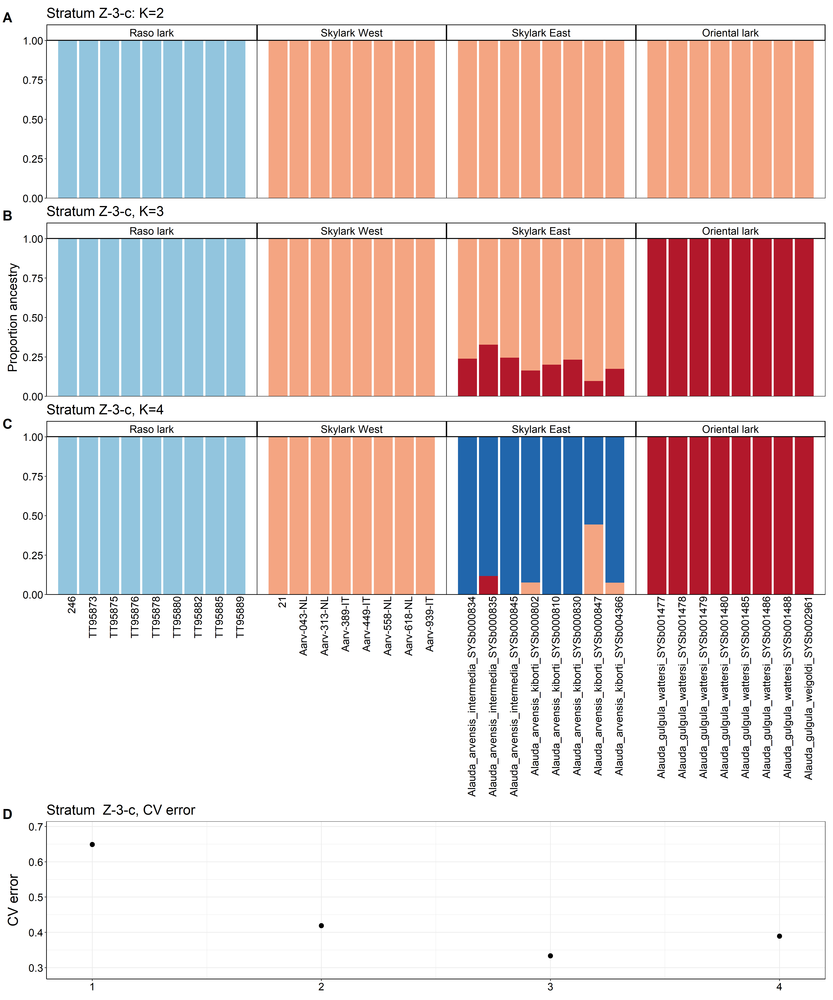 A
Stratum Z-3-c: K=2
Raso lark
Skylark West
Skylark East
Oriental lark
1.00
0.75
0.50
0.25
0.00
B
Stratum Z-3-c, K=3
Raso lark
Skylark West
Skylark East
Oriental lark
1.00
0.75
0.50
0.25
0.00
Proportion ancestry
C
Stratum Z-3-c, K=4
Raso lark
Skylark West
Skylark East
Oriental lark
1.00
0.75
0.50
0.25
0.00
246
TT95873
TT95875
TT95876
TT95878
TT95880
TT95882
TT95885
TT95889
21
Aarv-043-NL
Aarv-313-NL
Aarv-389-IT
Aarv-449-IT
Aarv-558-NL
Aarv-618-NL
Aarv-939-IT
Alauda_arvensis_intermedia_SYSb000834
Alauda_arvensis_intermedia_SYSb000835
Alauda_arvensis_intermedia_SYSb000845
Alauda_arvensis_kiborti_SYSb000802
Alauda_arvensis_kiborti_SYSb000810
Alauda_arvensis_kiborti_SYSb000830
Alauda_arvensis_kiborti_SYSb000847
Alauda_arvensis_kiborti_SYSb004366
Alauda_gulgula_wattersi_SYSb001477
Alauda_gulgula_wattersi_SYSb001478
Alauda_gulgula_wattersi_SYSb001479
Alauda_gulgula_wattersi_SYSb001480
Alauda_gulgula_wattersi_SYSb001485
Alauda_gulgula_wattersi_SYSb001486
Alauda_gulgula_wattersi_SYSb001488
Alauda_gulgula_weigoldi_SYSb002961
D
Stratum  Z-3-c, CV error
0.7
0.6
0.5
0.4
0.3
CV error
1
2
3
4